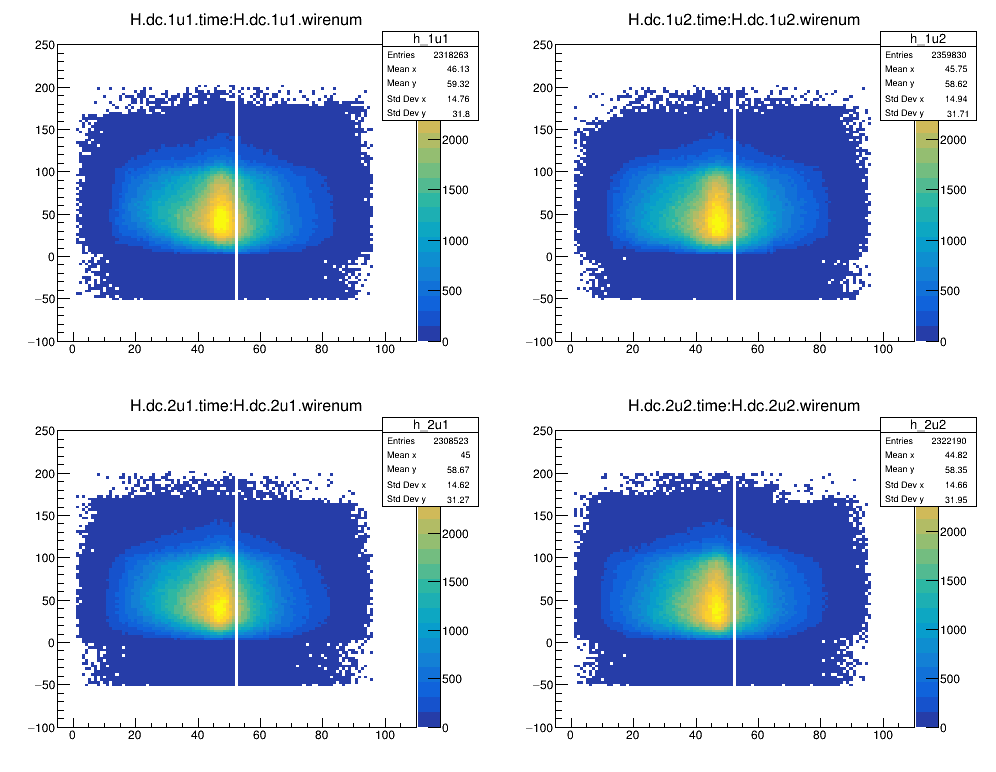 H.dc.1u1.time:H.dc.1u1.wirenum
h_1u1
Entries 2318263
Mean x 46.13
Mean y 59.32
Std Dev x 14.76
Std Dev y 31.8
250
200
150
100
50
0
−50
−100
0 20 40 60 80 100
2000
1500
1000
500
0
H.dc.1u2.time:H.dc.1u2.wirenum
h_1u2
Entries 2359830
Mean x 45.75
Mean y 58.62
Std Dev x 14.94
Std Dev y 31.71
250
200
150
100
50
0
−50
−100
0 20 40 60 80 100
2000
1500
1000
500
0
H.dc.2u1.time:H.dc.2u1.wirenum
h_2u1
Entries 2308523
Mean x 45
Mean y 58.67
Std Dev x 14.62
Std Dev y 31.27
250
200
150
100
50
0
−50
−100
0 20 40 60 80 100
2000
1500
1000
500
0
H.dc.2u2.time:H.dc.2u2.wirenum
h_2u2
Entries 2322190
Mean x 44.82
Mean y 58.35
Std Dev x 14.66
Std Dev y 31.95
250
200
150
100
50
0
−50
−100
0 20 40 60 80 100
2000
1500
1000
500
0